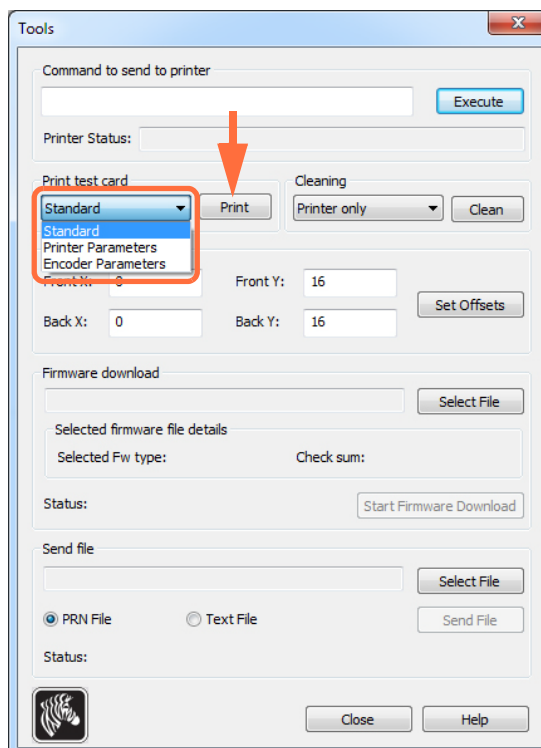 Tools
Command to send to printer
Execute
Printer Status:
Print test card
Cleaning
Standard
Print
Printer only
Clean
Standard
Printer Parameters
Encoder Parameters
Front Y: 16
Set Offsets
Back X: 0 Back Y: 16
Firmware download
Select File
Selected firmware file details
Selected Fw type: Check sum:
Status:
Start Firmware Download
Send file
Select File
PRN File Text File
Send File
Status:
Close Help